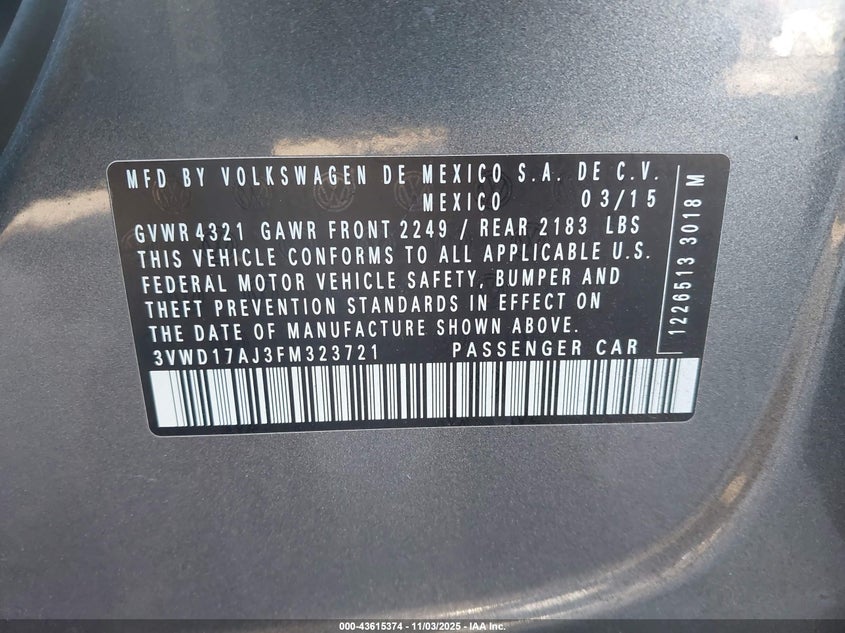 MFD BY VOLKSWAGEN DE MEXICO S.A. DE C.V.
MEXICO 03/15
GVWR 4321 GAWR FRONT 2249 / REAR 2183 LBS
THIS VEHICLE CONFORMS TO ALL APPLICABLE U.S.
FEDERAL MOTOR VEHICLE SAFETY, BUMPER AND
THEFT PREVENTION STANDARDS IN EFFECT ON
THE DATE OF MANUFACTURE SHOWN ABOVE.
3VWD17AJ3FM323721 PASSENGER CAR
1226513 3018 M
000-43615374 | 11/03/2025 | IAA Inc.